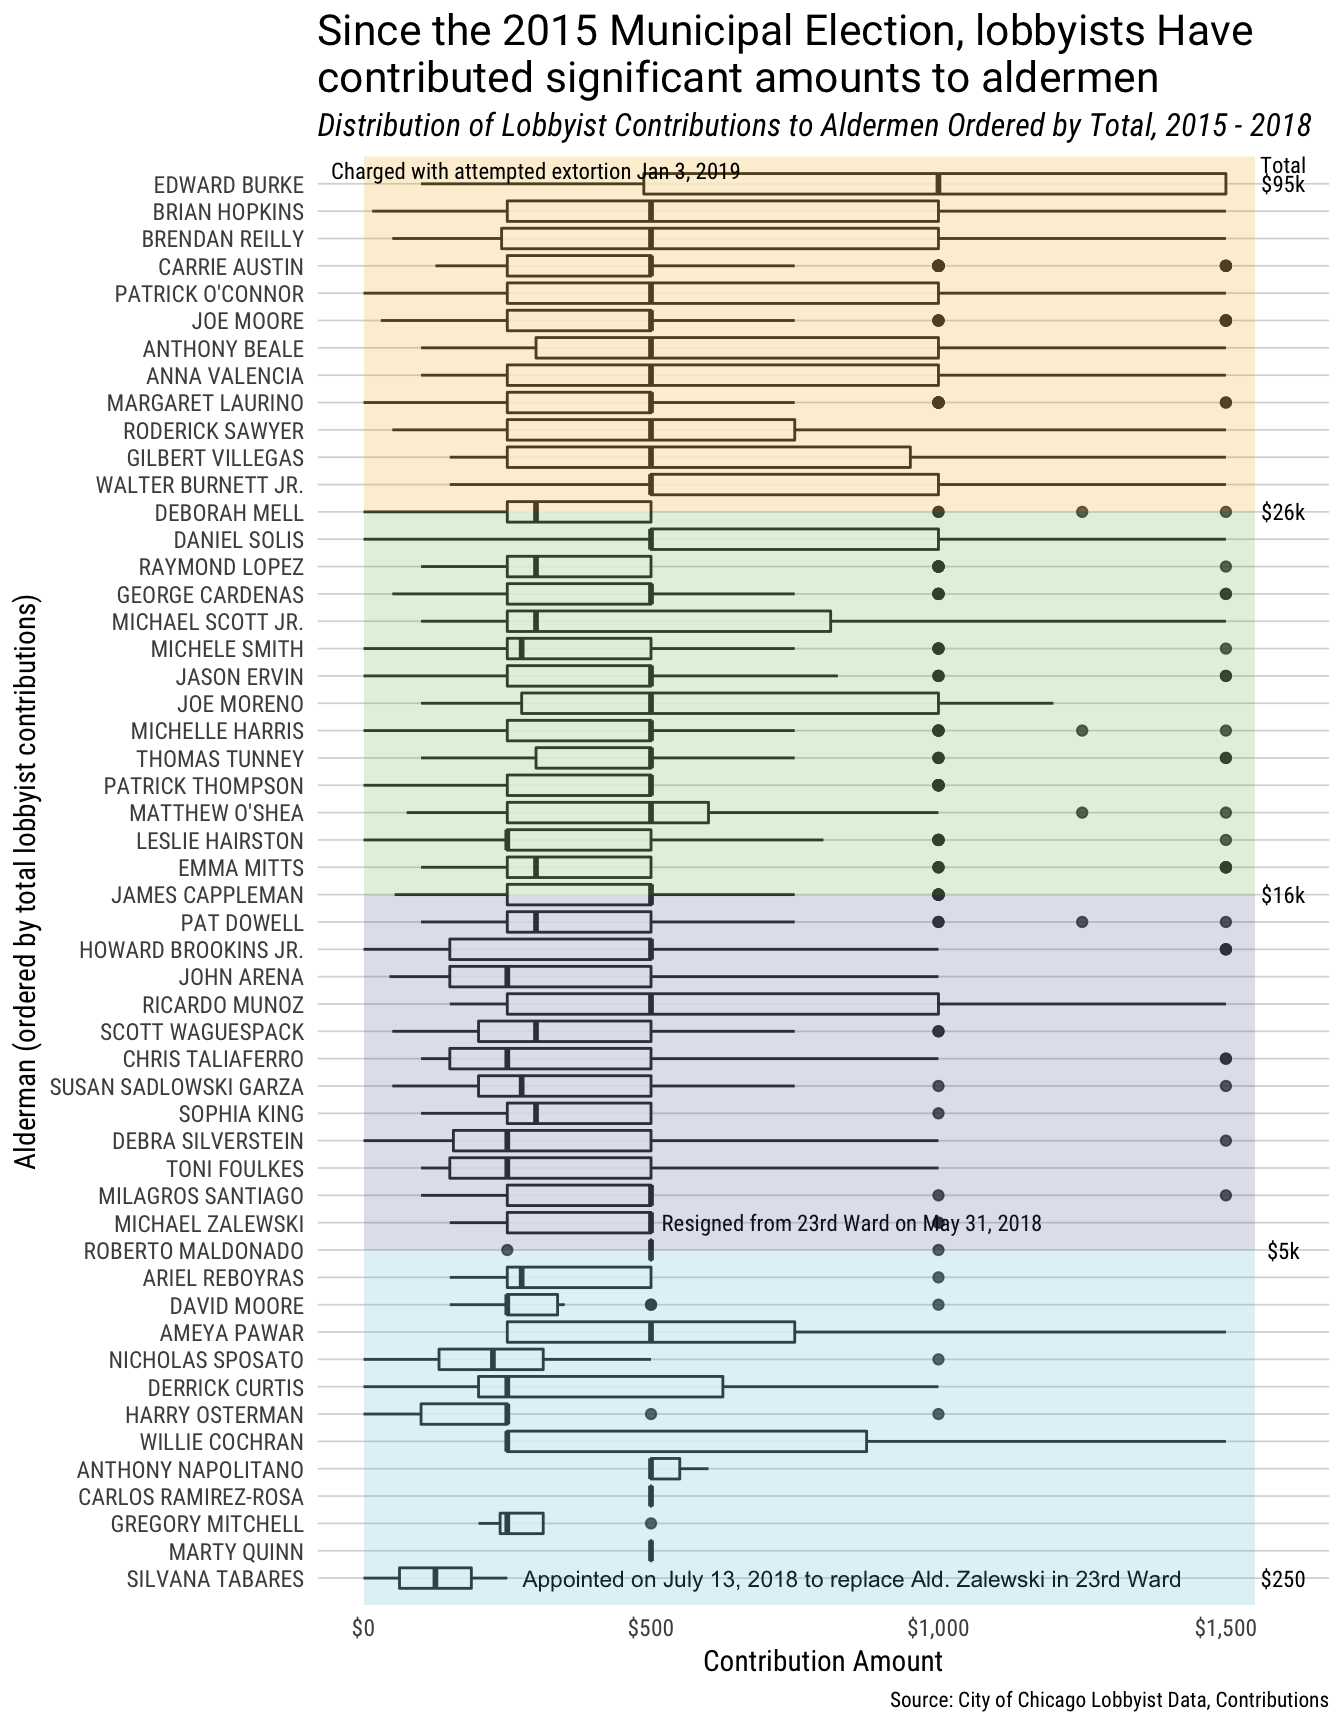 Since the 2015 Municipal Election, lobbyists Have
contributed significant amounts to aldermen
Distribution of Lobbyist Contributions to Aldermen Ordered by Total, 2015 - 2018
Total
Charged with attempted extortion Jan 3, 2019
EDWARD BURKE $95k
BRIAN HOPKINS
BRENDAN REILLY
CARRIE AUSTIN
PATRICK O'CONNOR
JOE MOORE
ANTHONY BEALE
ANNA VALENCIA
MARGARET LAURINO
RODERICK SAWYER
GILBERT VILLEGAS
WALTER BURNETT JR.
DEBORAH MELL $26k
DANIEL SOLIS
RAYMOND LOPEZ
GEORGE CARDENAS
MICHAEL SCOTT JR.
MICHELE SMITH
JASON ERVIN
JOE MORENO
MICHELLE HARRIS
THOMAS TUNNEY
PATRICK THOMPSON
MATTHEW O'SHEA
LESLIE HAIRSTON
EMMA MITTS
JAMES CAPPLEMAN $16k
PAT DOWELL
HOWARD BROOKINS JR.
JOHN ARENA
RICARDO MUNOZ
SCOTT WAGUESPACK
CHRIS TALIAFERRO
SUSAN SADLOWSKI GARZA
SOPHIA KING
DEBRA SILVERSTEIN
TONI FOULKES
MILAGROS SANTIAGO
MICHAEL ZALEWSKI Resigned from 23rd Ward on May 31, 2018
ROBERTO MALDONADO $5k
ARIEL REBOYRAS
DAVID MOORE
AMEYA PAWAR
NICHOLAS SPOSATO
DERRICK CURTIS
HARRY OSTERMAN
WILLIE COCHRAN
ANTHONY NAPOLITANO
CARLOS RAMIREZ-ROSA
GREGORY MITCHELL
MARTY QUINN
SILVANA TABARES Appointed on July 13, 2018 to replace Ald. Zalewski in 23rd Ward $250
Alderman (ordered by total lobbyist contributions)
$0 $500 $1,000 $1,500
Contribution Amount
Source: City of Chicago Lobbyist Data, Contributions